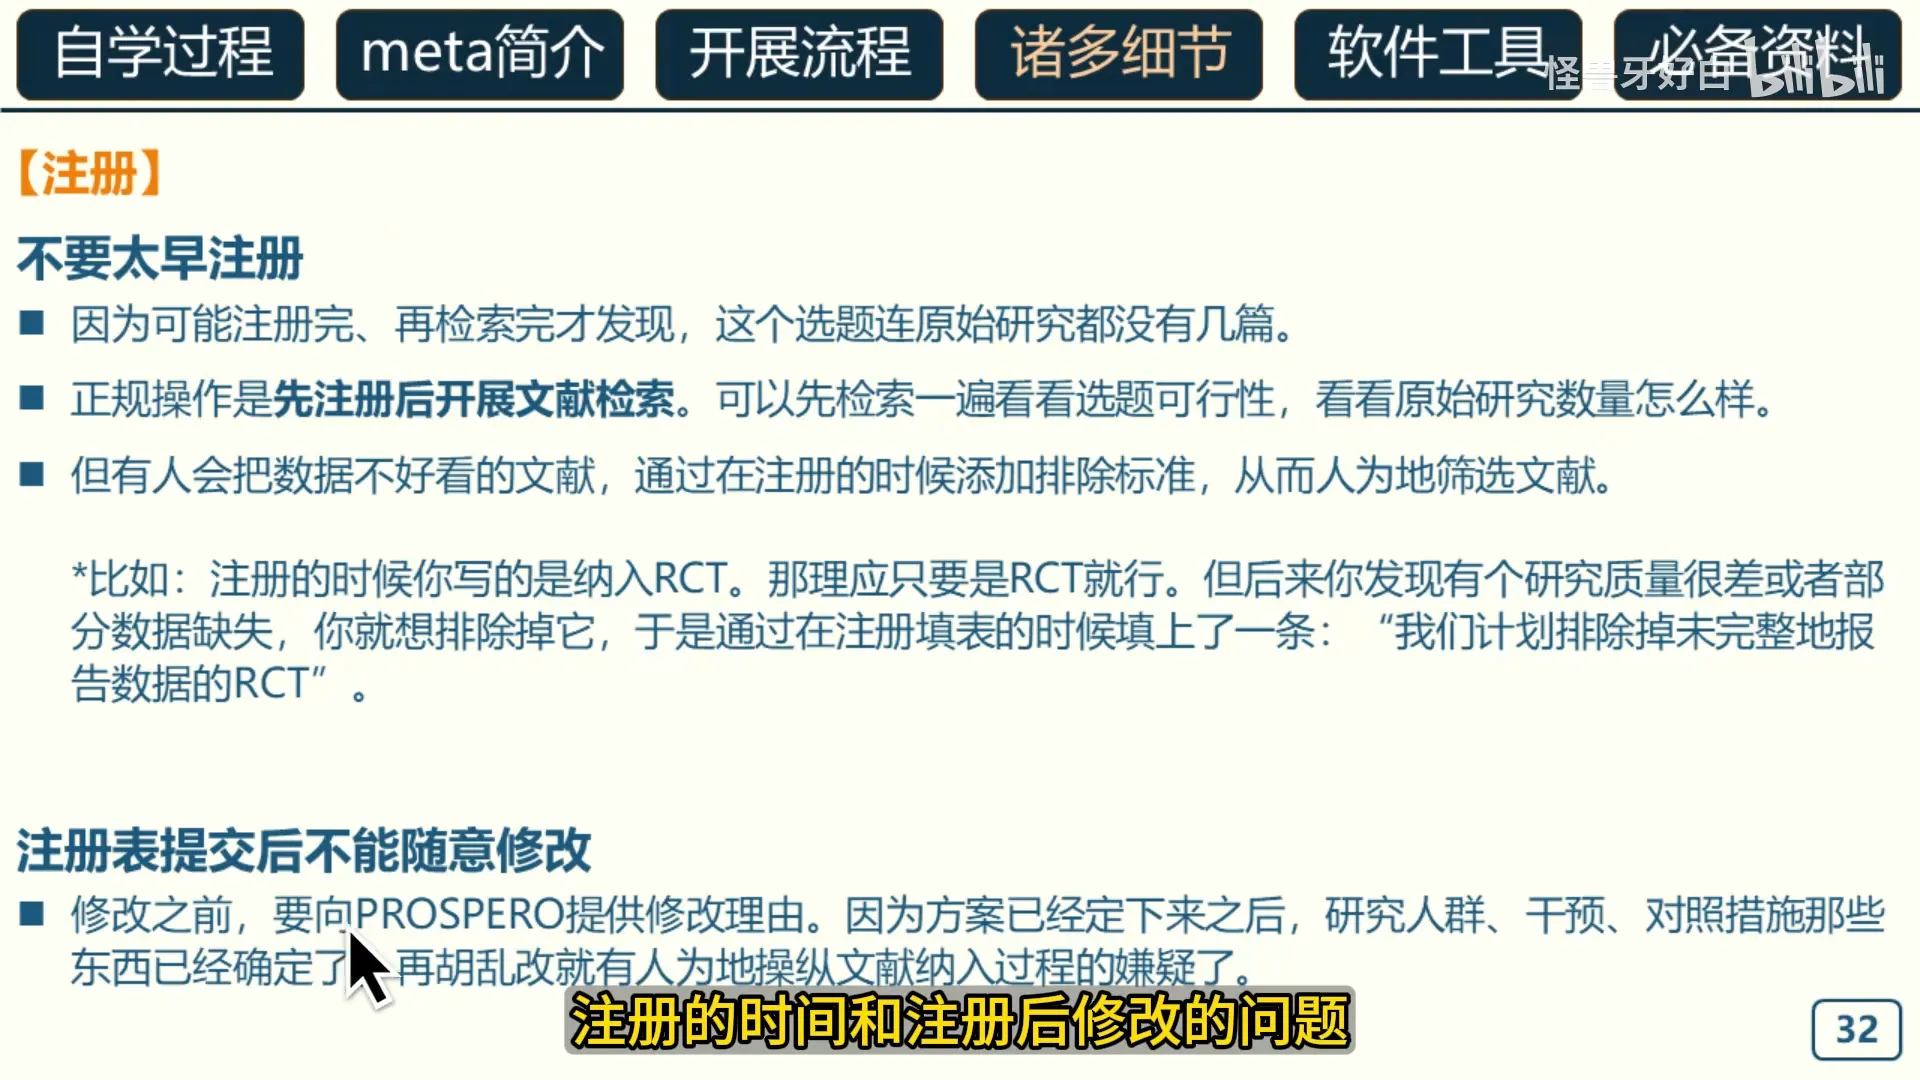 自学过程
meta简介
开展流程
诸多细节
软件工具
必备资料
怪兽牙好白 bilibili
【注册】
不要太早注册
■ 因为可能注册完、再检索完才发现，这个选题连原始研究都没有几篇。
■ 正规操作是先注册后开展文献检索。可以先检索一遍看看选题可行性，看看原始研究数量怎么样。
■ 但有人会把数据不好看的文献，通过在注册的时候添加排除标准，从而人为地筛选文献。
*比如：注册的时候你写的是纳入RCT。那理应只要是RCT就行。但后来你发现有个研究质量很差或者部
分数据缺失，你就想排除掉它，于是通过在注册填表的时候填上了一条：“我们计划排除掉未完整地报
告数据的RCT”。
注册表提交后不能随意修改
■ 修改之前，要向PROSPERO提供修改理由。因为方案已经定下来之后，研究人群、干预、对照措施那些
东西已经确定了 再胡乱改就有人为地操纵文献纳入过程的嫌疑了。
注册的时间和注册后修改的问题
32